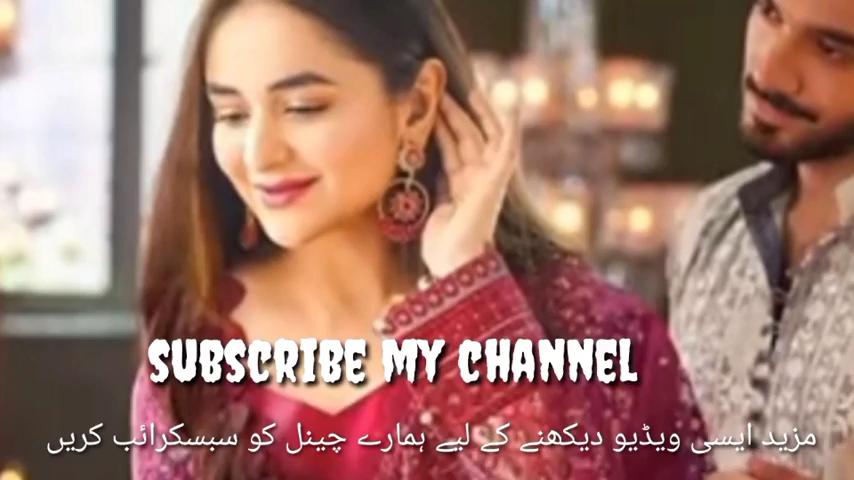 SUBSCRIBE MY CHANNEL
مزید ایسی ویڈیو دیکھنے کے لیے ہمارے چینل کو سبسکرائب کریں